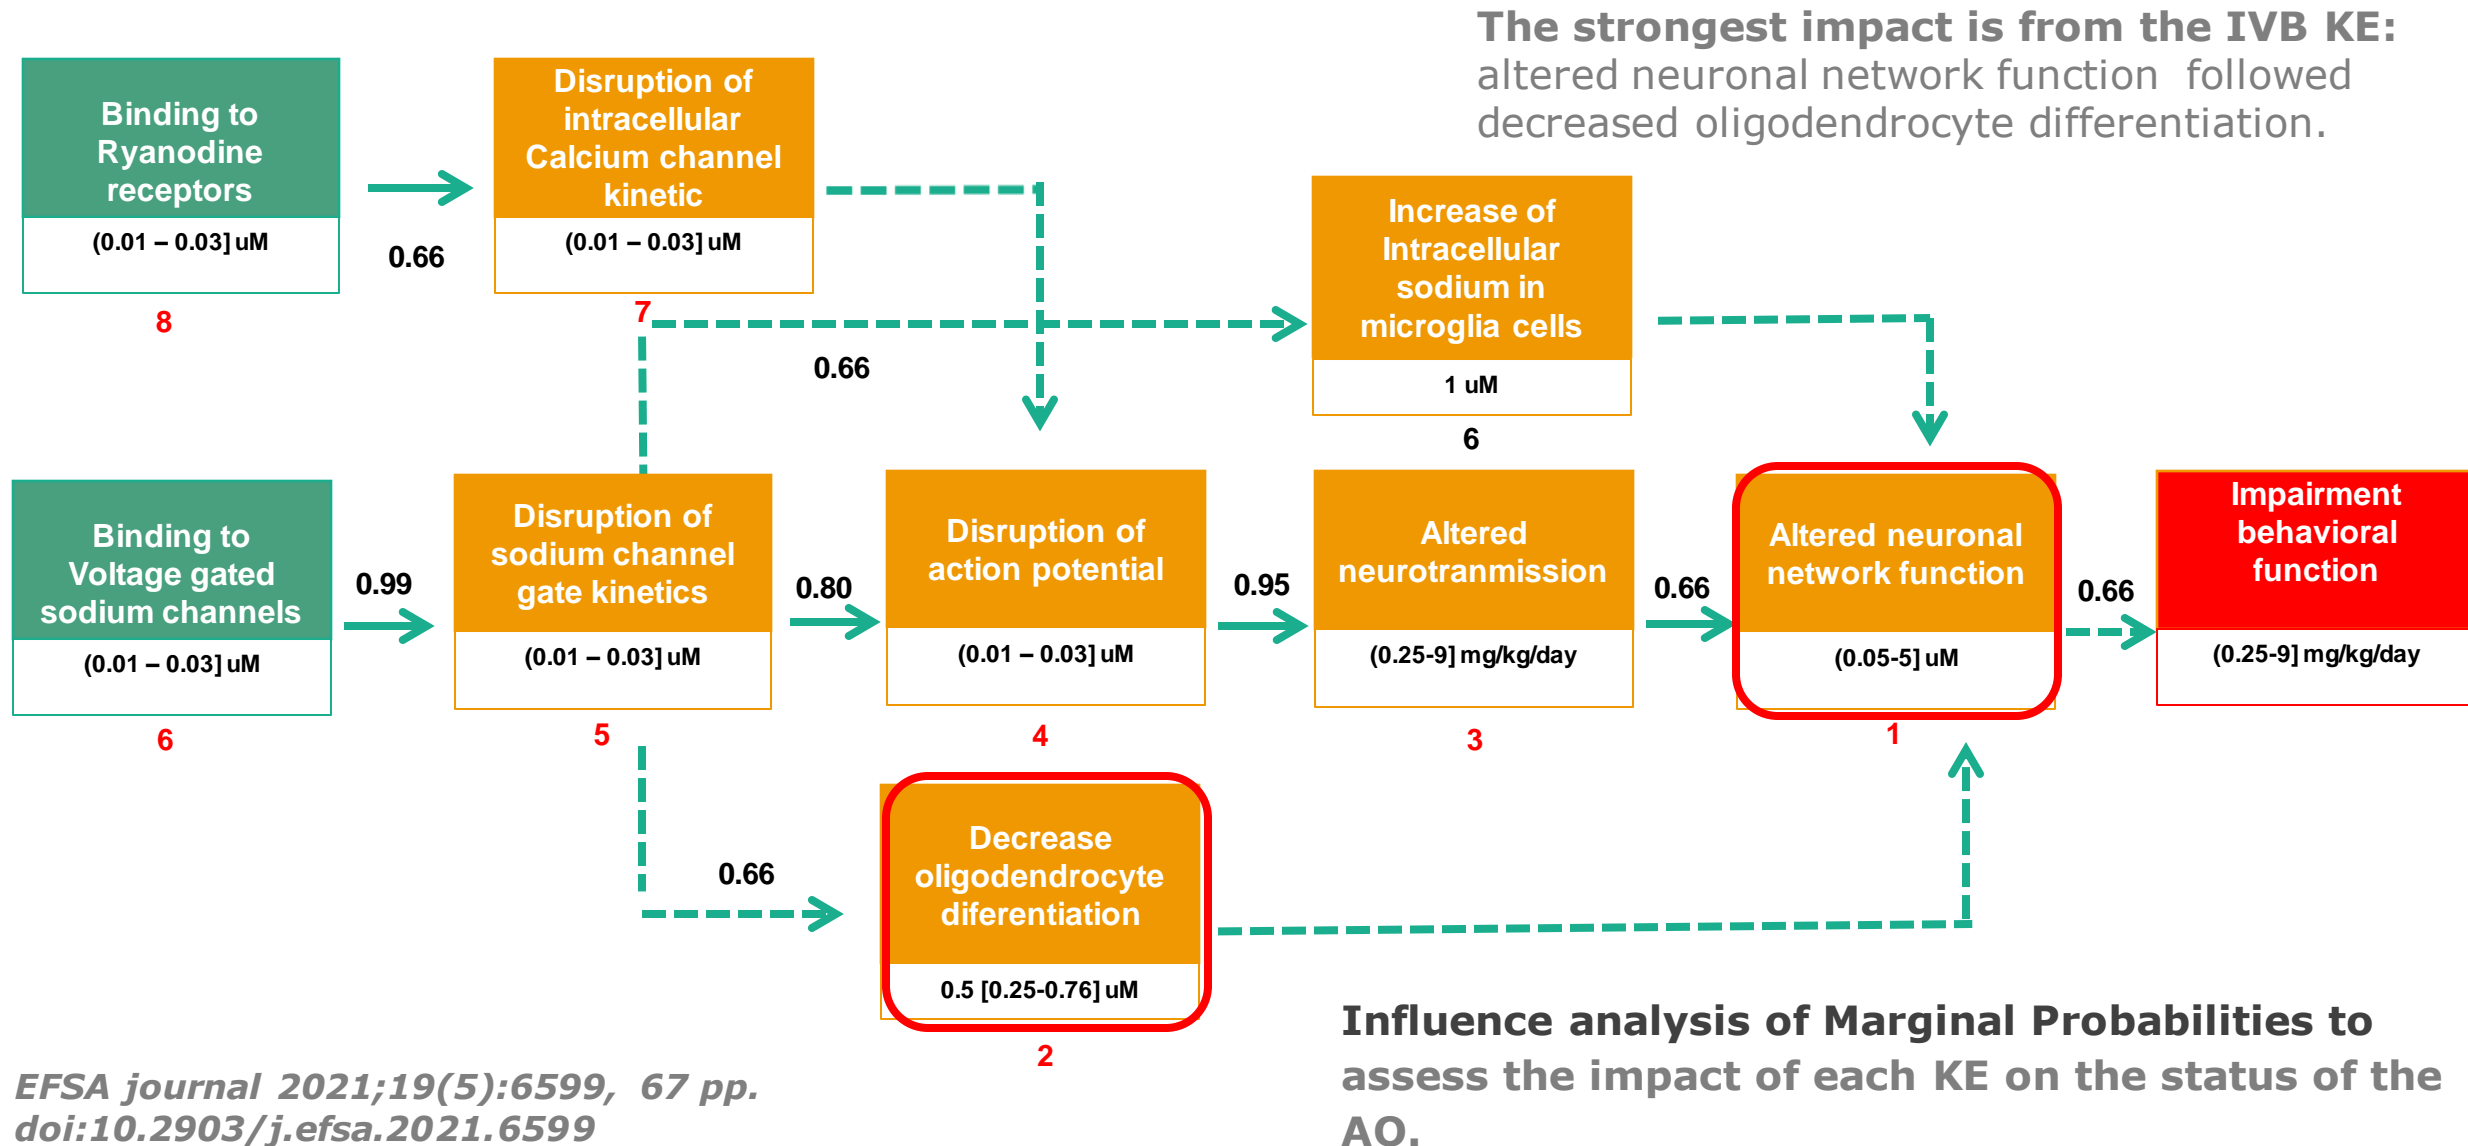 The strongest impact is from the IVB KE:
altered neuronal network function followed
decreased oligodendrocyte differentiation.
Binding to
Ryanodine
receptors
(0.01 – 0.03] uM
8
0.66
Disruption of
intracellular
Calcium channel
kinetic
(0.01 – 0.03] uM
7
0.66
Increase of
Intracellular
sodium in
microglia cells
1 uM
6
Binding to
Voltage gated
sodium channels
(0.01 – 0.03] uM
6
0.99
Disruption of
sodium channel
gate kinetics
(0.01 – 0.03] uM
5
0.80
Disruption of
action potential
(0.01 – 0.03] uM
4
0.95
Altered
neurotranmission
(0.25-9] mg/kg/day
3
0.66
Altered neuronal
network function
(0.05-5] uM
1
0.66
Impairment
behavioral
function
(0.25-9] mg/kg/day
0.66
Decrease
oligodendrocyte
diferentiation
0.5 [0.25-0.76] uM
2
Influence analysis of Marginal Probabilities to
assess the impact of each KE on the status of the
AO.
EFSA journal 2021;19(5):6599, 67 pp.
doi:10.2903/j.efsa.2021.6599